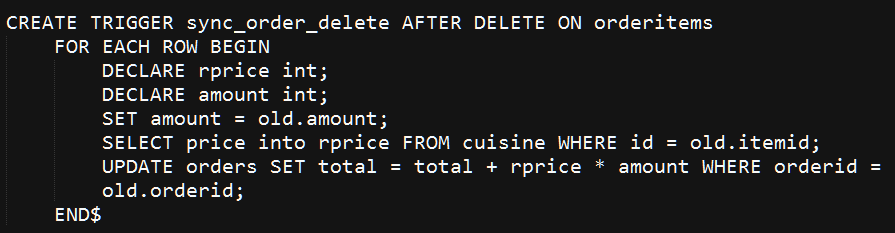 CREATE TRIGGER sync_order_delete AFTER DELETE ON orderitems
FOR EACH ROW BEGIN
DECLARE rprice int;
DECLARE amount int;
SET amount = old.amount;
SELECT price into rprice FROM cuisine WHERE id = old.itemid;
UPDATE orders SET total = total + rprice * amount WHERE orderid =
old.orderid;
END$